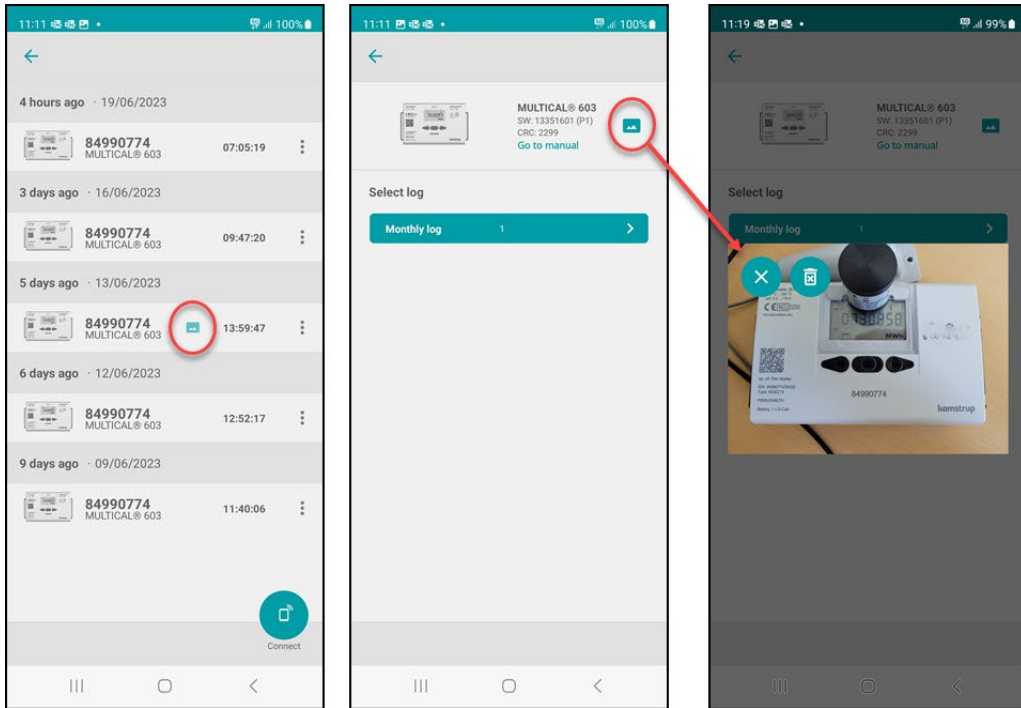 11:11 100%
4 hours ago · 19/06/2023
84990774
MULTICAL® 603
07:05:19
3 days ago · 16/06/2023
84990774
MULTICAL® 603
09:47:20
5 days ago · 13/06/2023
84990774
MULTICAL® 603
13:59:47
6 days ago · 12/06/2023
84990774
MULTICAL® 603
12:52:17
9 days ago · 09/06/2023
84990774
MULTICAL® 603
11:40:06
Connect
11:11 100%
MULTICAL® 603
SW: 13351601 (P1)
CRC: 2299
Go to manual
Select log
Monthly log 1
11:19 99%
MULTICAL® 603
SW: 13351601 (P1)
CRC: 2299
Go to manual
Select log
Monthly log 1
CE
MWh
84990774
kamstrup